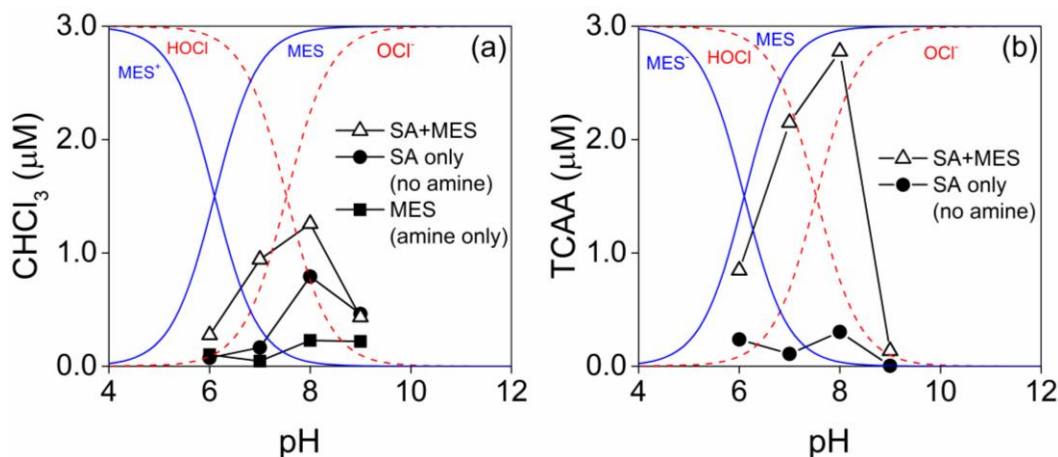 (a)
MES⁺
HOCl
MES
OCl⁻
SA+MES
SA only
(no amine)
MES
(amine only)
CHCl₃ (μM)
3.0
2.0
1.0
0.0
4 6 8 10 12
pH
(b)
MES⁻
HOCl
MES
OCl⁻
SA+MES
SA only
(no amine)
TCAA (μM)
3.0
2.0
1.0
0.0
4 6 8 10 12
pH